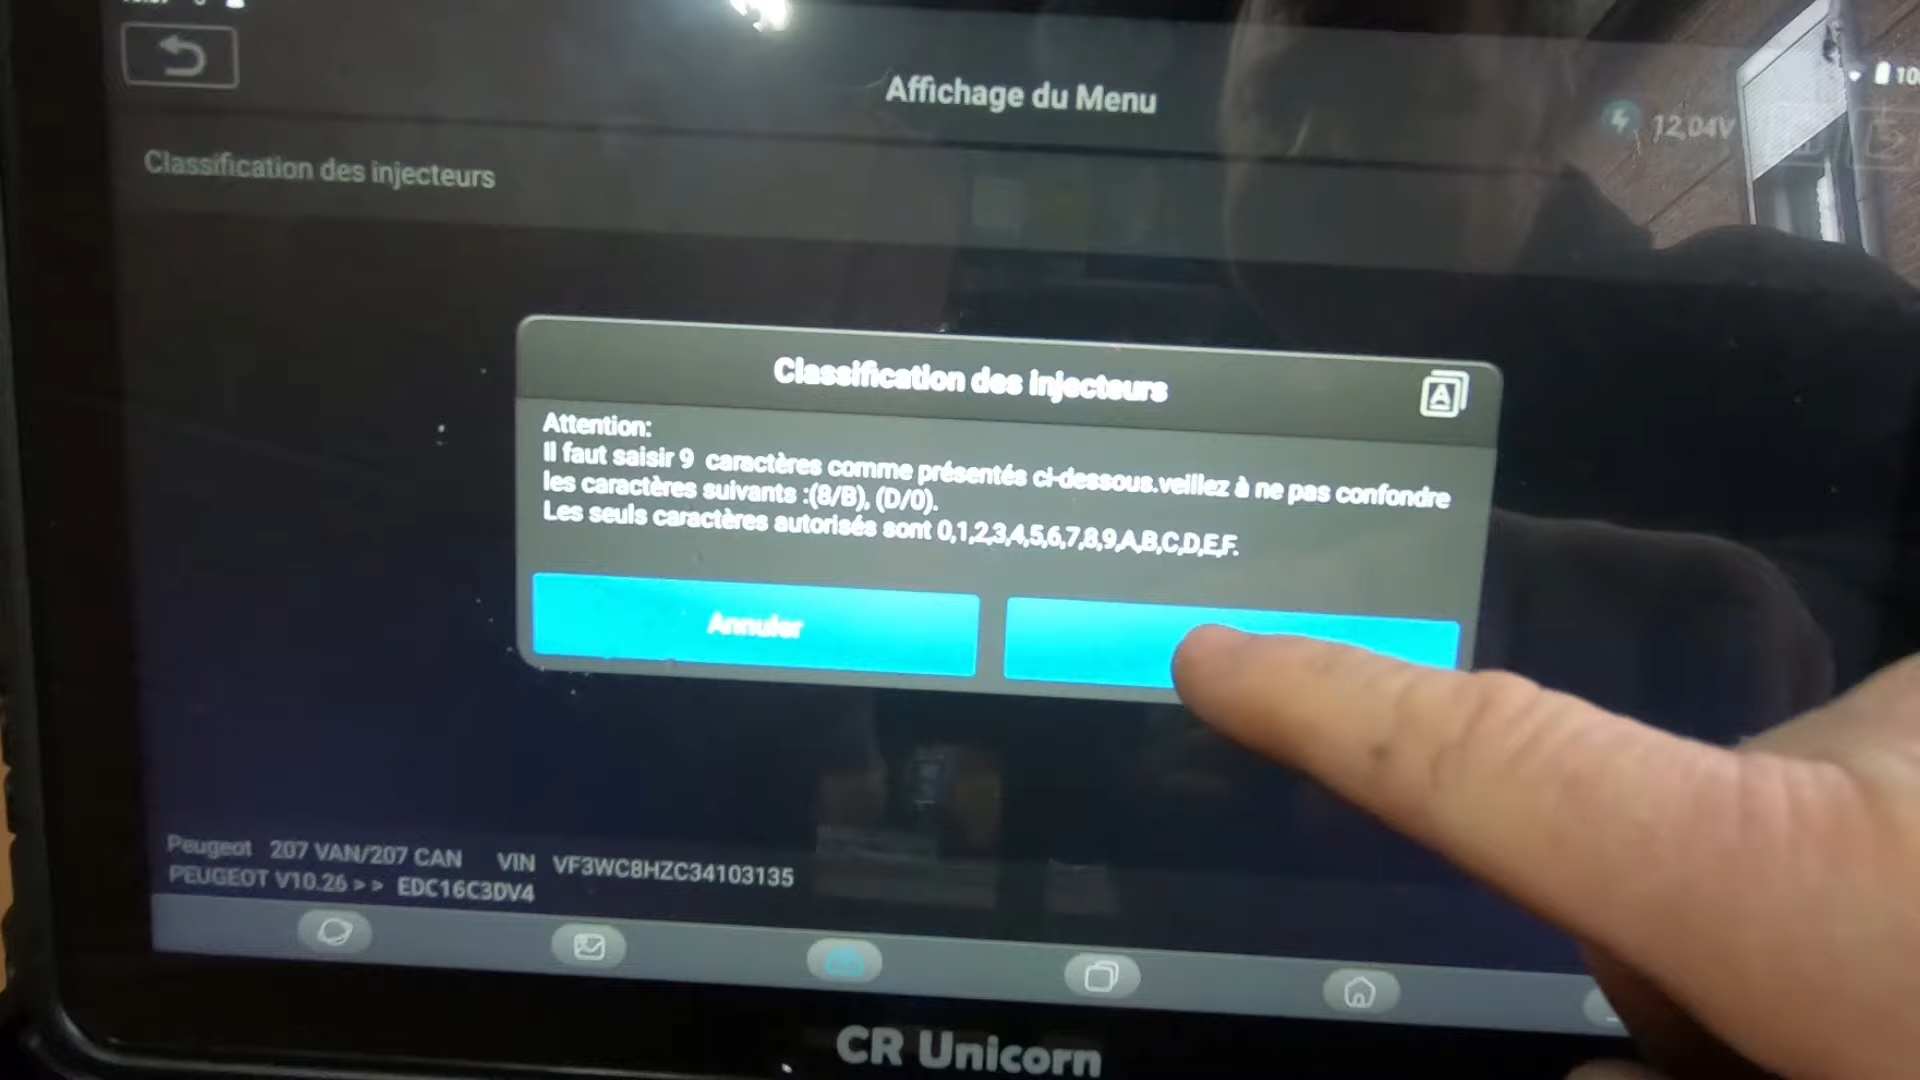 Affichage du Menu
12,04V
Classification des injecteurs
Classification des injecteurs
Attention:
Il faut saisir 9 caractères comme présentés ci-dessous.veillez à ne pas confondre
les caractères suivants :(8/B), (D/0).
Les seuls caractères autorisés sont 0,1,2,3,4,5,6,7,8,9,A,B,C,D,E,F.
Annuler
Peugeot 207 VAN/207 CAN VIN VF3WC8HZC34103135
PEUGEOT V10.26 > > EDC16C3DV4
CR Unicorn